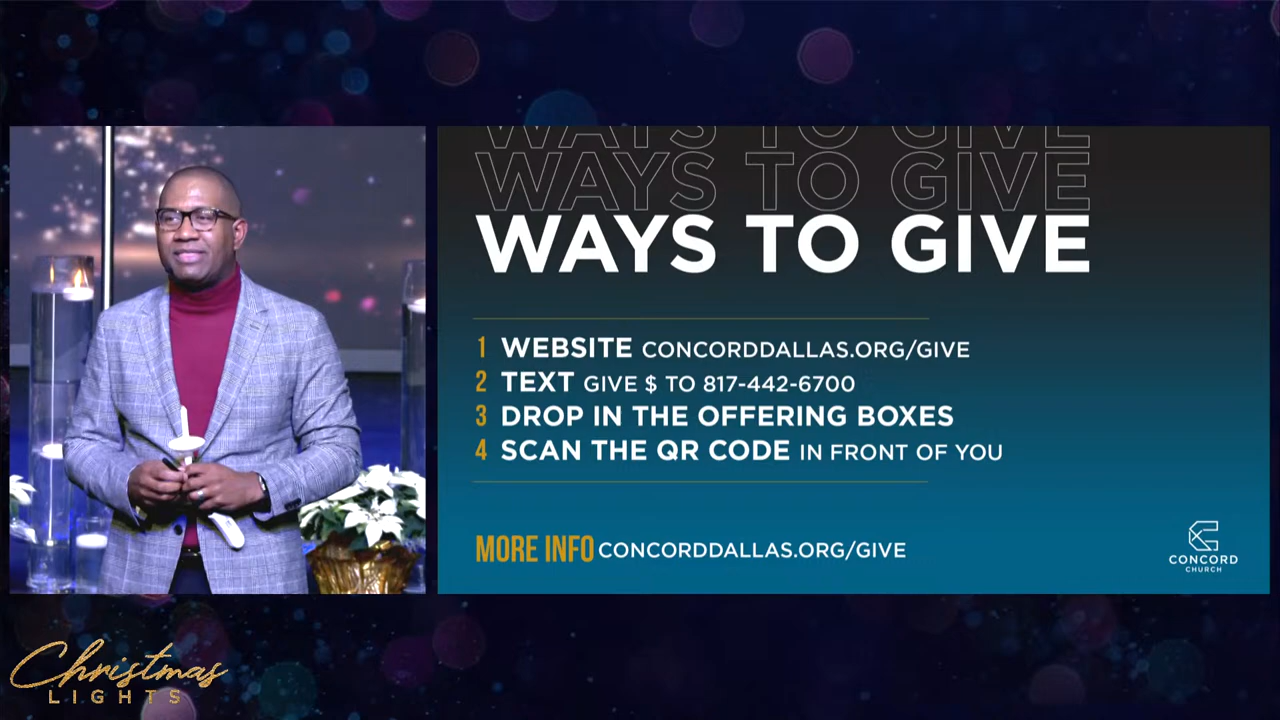 WAYS TO GIVE
WAYS TO GIVE
WAYS TO GIVE
1 WEBSITE CONCORDDALLAS.ORG/GIVE
2 TEXT GIVE $ TO 817-442-6700
3 DROP IN THE OFFERING BOXES
4 SCAN THE QR CODE IN FRONT OF YOU
MORE INFO CONCORDDALLAS.ORG/GIVE
CONCORD
CHURCH
Christmas
LIGHTS